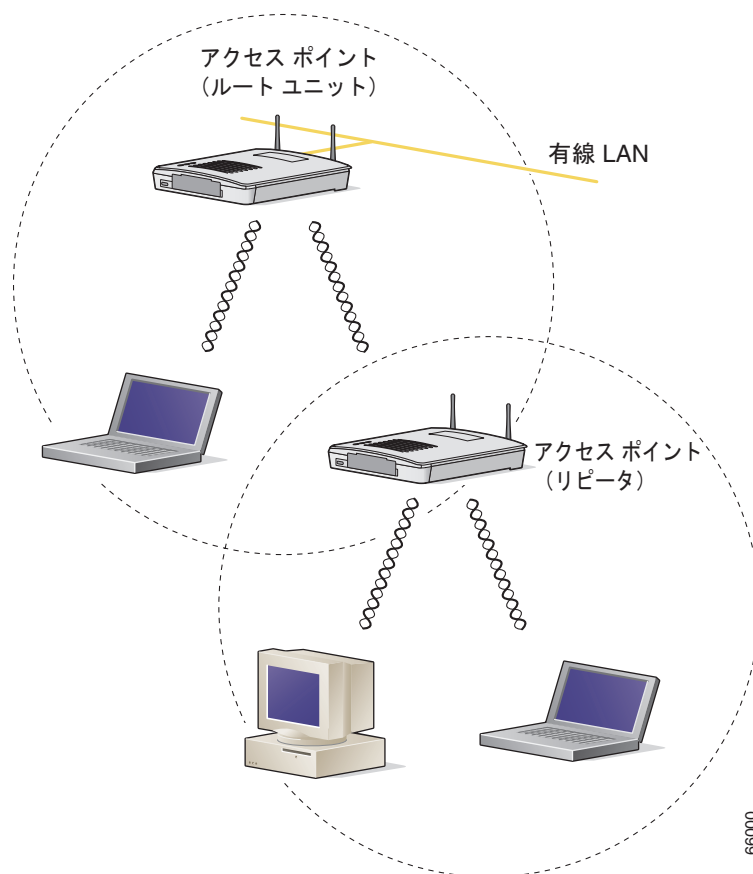 アクセス ポイント
（ルート ユニット）
有線 LAN
アクセス ポイント
（リピータ）
66000